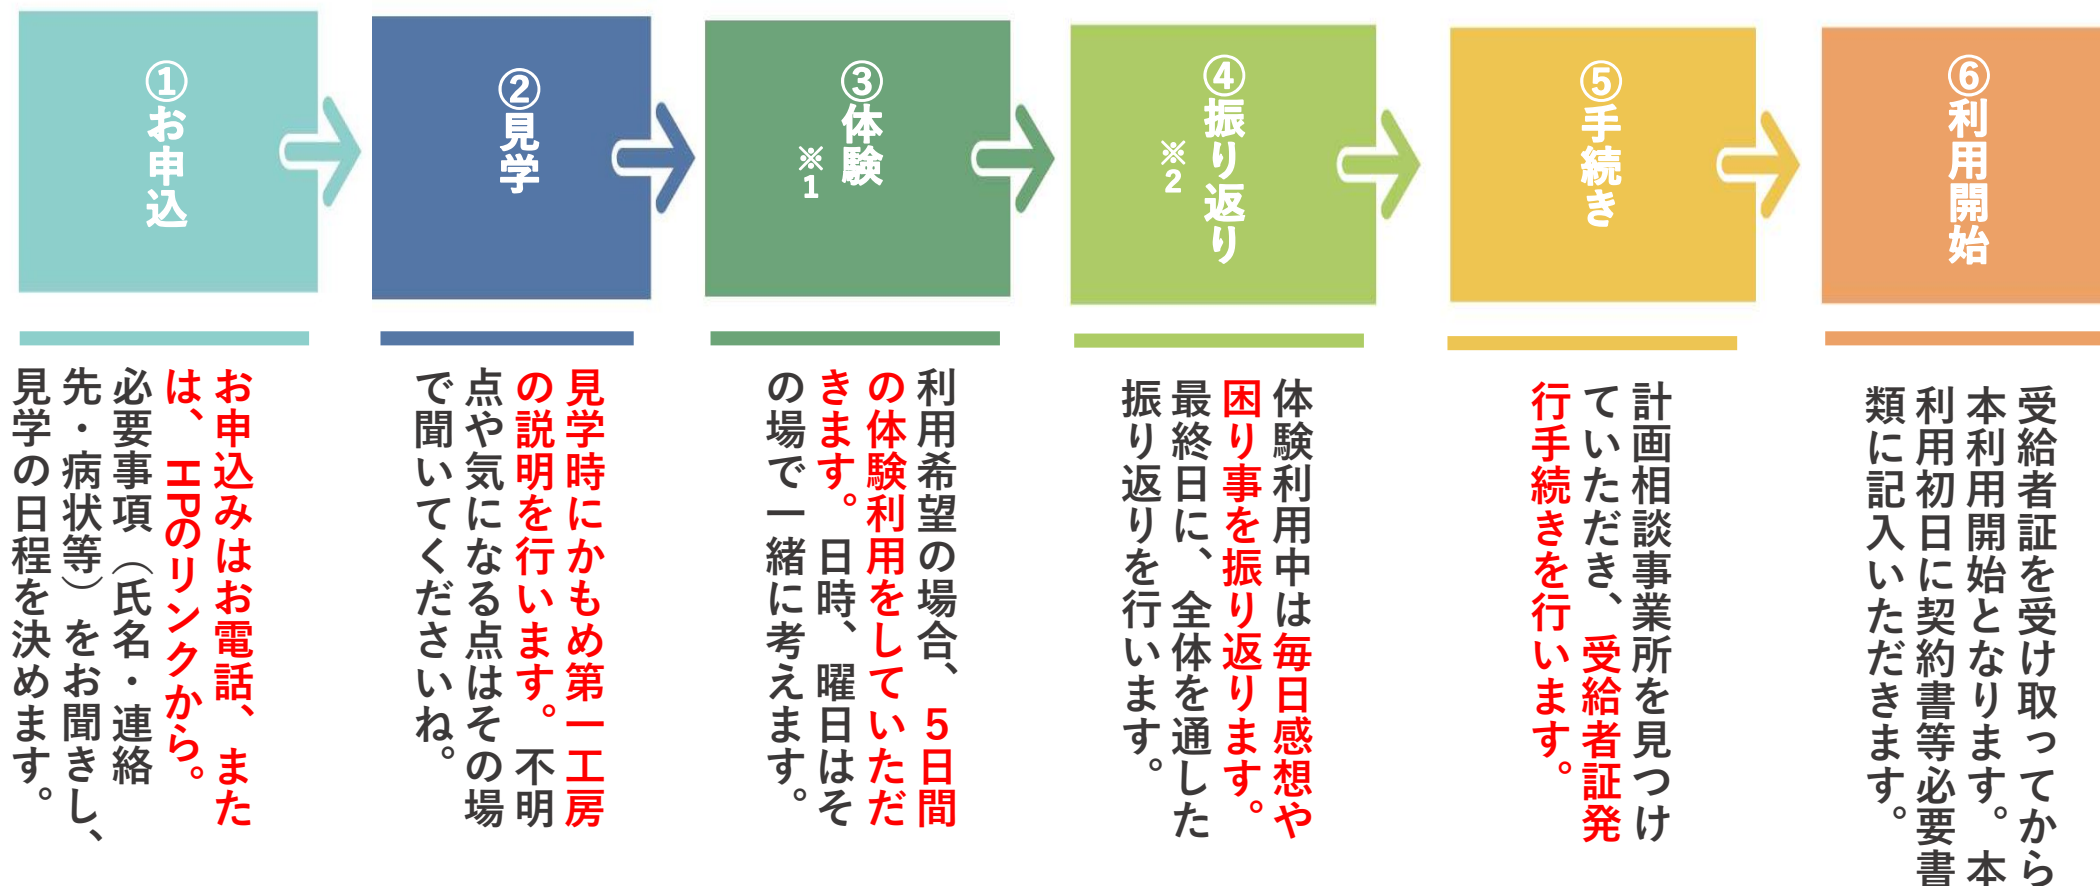 ①お申込
②見学
③体験
※1
④振り返り
※2
⑤手続き
⑥利用開始
お申込みはお電話、また
は、HPのリンクから。
必要事項（氏名・連絡
先・病状等）をお聞きし、
見学の日程を決めます。
見学時にかもめ第一工房
の説明を行います。不明
点や気になる点はその場
で聞いてくださいね。
利用希望の場合、5日間
の体験利用をしていただ
きます。日時、曜日はそ
の場で一緒に考えます。
体験利用中は毎日感想や
困り事を振り返ります。
最終日に、全体を通した
振り返りを行います。
計画相談事業所を見つけ
ていただき、受給者証発
行手続きを行います。
受給者証を受け取ってから
本利用開始となります。本
利用初日に契約書等必要書
類に記入いただきます。